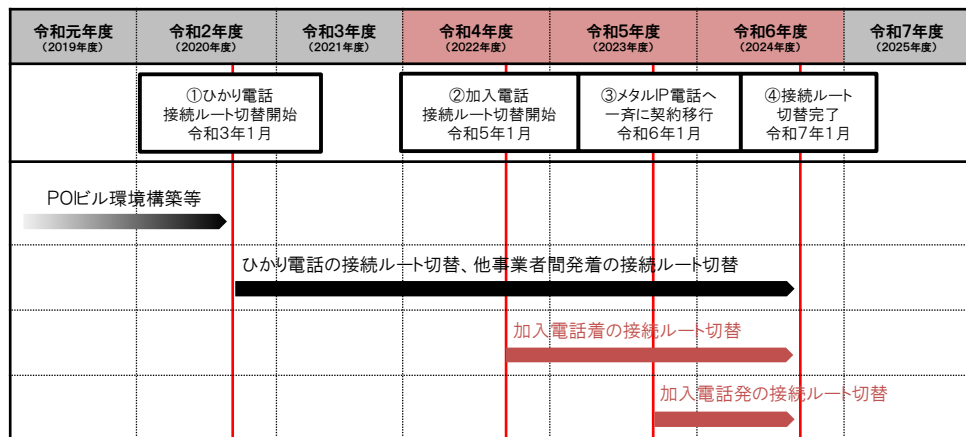 令和元年度 令和2年度 令和3年度 令和4年度 令和5年度 令和6年度 令和7年度
(2019年度) (2020年度) (2021年度) (2022年度) (2023年度) (2024年度) (2025年度)
①ひかり電話
接続ルート切替開始
令和3年1月
②加入電話
接続ルート切替開始
令和5年1月
③メタルIP電話へ
一斉に契約移行
令和6年1月
④接続ルート
切替完了
令和7年1月
POIビル環境構築等
ひかり電話の接続ルート切替、他事業者間発着の接続ルート切替
加入電話着の接続ルート切替
加入電話発の接続ルート切替